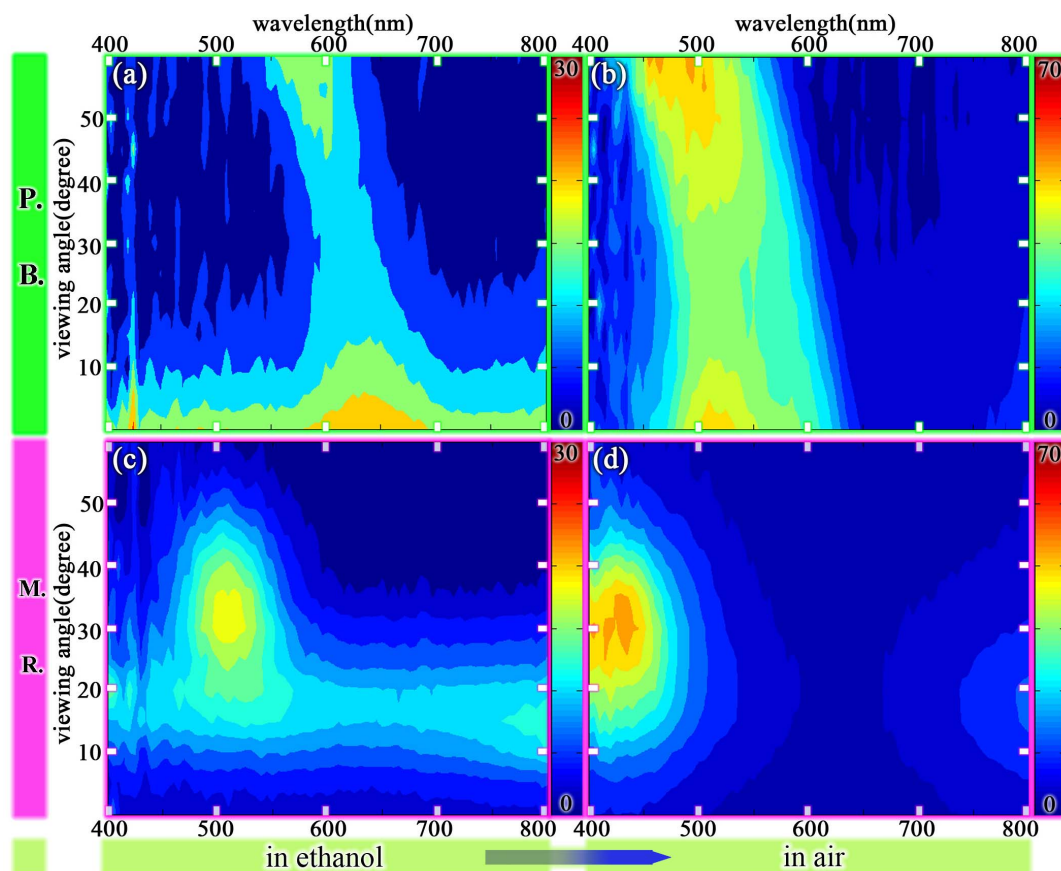 wavelength(nm) wavelength(nm)
400 500 600 700 800 400 500 600 700 800
(a) 30 (b) 70
50
40
30
20
10
0 0
viewing angle(degree)
P.
B.
(c) 30 (d) 70
50
40
30
20
10
0 0
viewing angle(degree)
M.
R.
400 500 600 700 800 400 500 600 700 800
in ethanol in air